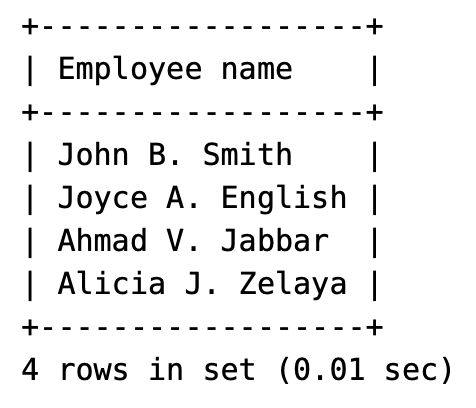 +------------------+
| Employee name    |
+------------------+
| John B. Smith    |
| Joyce A. English |
| Ahmad V. Jabbar  |
| Alicia J. Zelaya |
+------------------+
4 rows in set (0.01 sec)